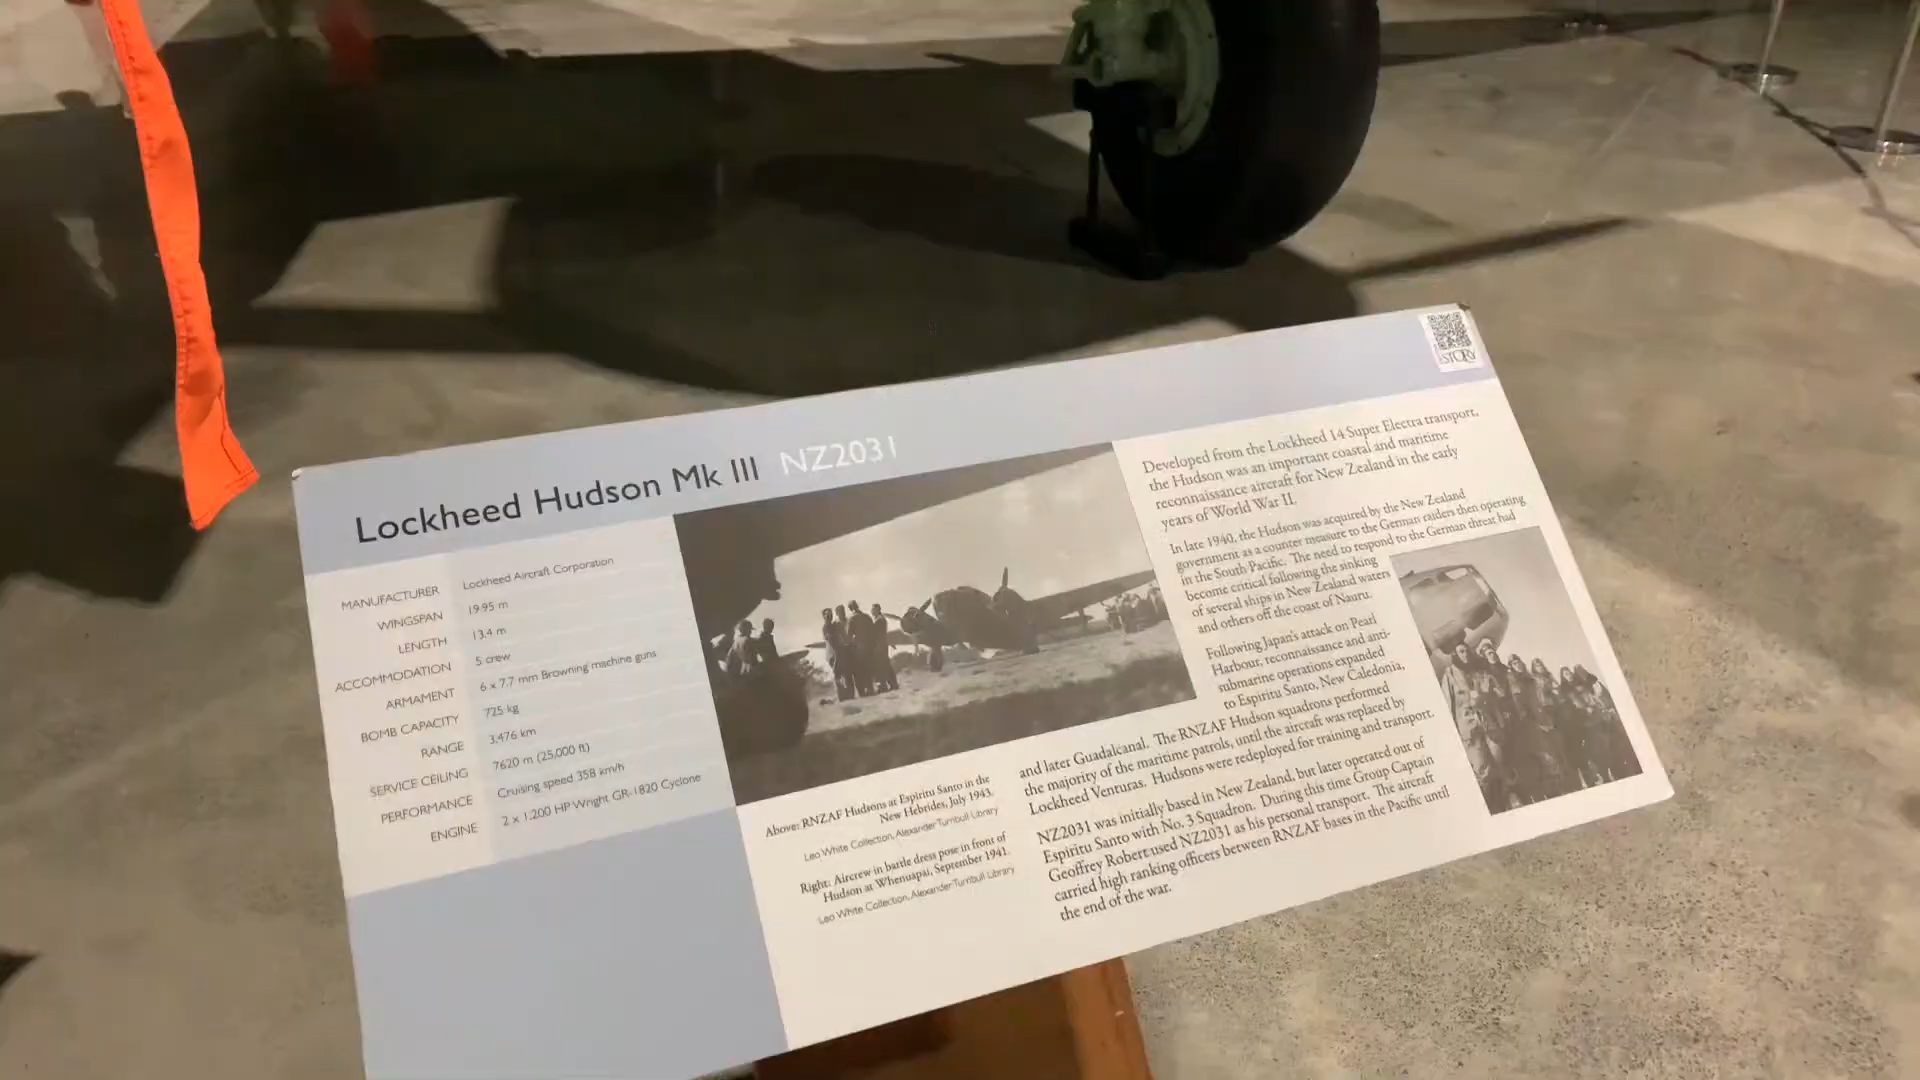 STORY
Lockheed Hudson Mk III NZ2031
MANUFACTURER Lockheed Aircraft Corporation
WINGSPAN 19.95 m
LENGTH 13.4 m
ACCOMMODATION 5 crew
ARMAMENT 6 x 7.7 mm Browning machine guns
BOMB CAPACITY 725 kg
RANGE 3,476 km
SERVICE CEILING 7620 m (25,000 ft)
PERFORMANCE Cruising speed 358 km/h
ENGINE 2 x 1,200 HP Wright GR-1820 Cyclone
Above: RNZAF Hudsons at Espiritu Santo in the
New Hebrides, July 1943.
Leo White Collection, Alexander Turnbull Library
Right: Aircrew in battle dress pose in front of
Hudson at Whenuapai, September 1941.
Leo White Collection, Alexander Turnbull Library
Developed from the Lockheed 14 Super Electra transport,
the Hudson was an important coastal and maritime
reconnaissance aircraft for New Zealand in the early
years of World War II.
In late 1940, the Hudson was acquired by the New Zealand
government as a counter measure to the German raiders then operating
in the South Pacific. The need to respond to the German threat had
become critical following the sinking
of several ships in New Zealand waters
and others off the coast of Nauru.
Following Japan's attack on Pearl
Harbour, reconnaissance and anti-
submarine operations expanded
to Espiritu Santo, New Caledonia,
and later Guadalcanal. The RNZAF Hudson squadrons performed
the majority of the maritime patrols, until the aircraft was replaced by
Lockheed Venturas. Hudsons were redeployed for training and transport.
NZ2031 was initially based in New Zealand, but later operated out of
Espiritu Santo with No. 3 Squadron. During this time Group Captain
Geoffrey Robert used NZ2031 as his personal transport. The aircraft
carried high ranking officers between RNZAF bases in the Pacific until
the end of the war.